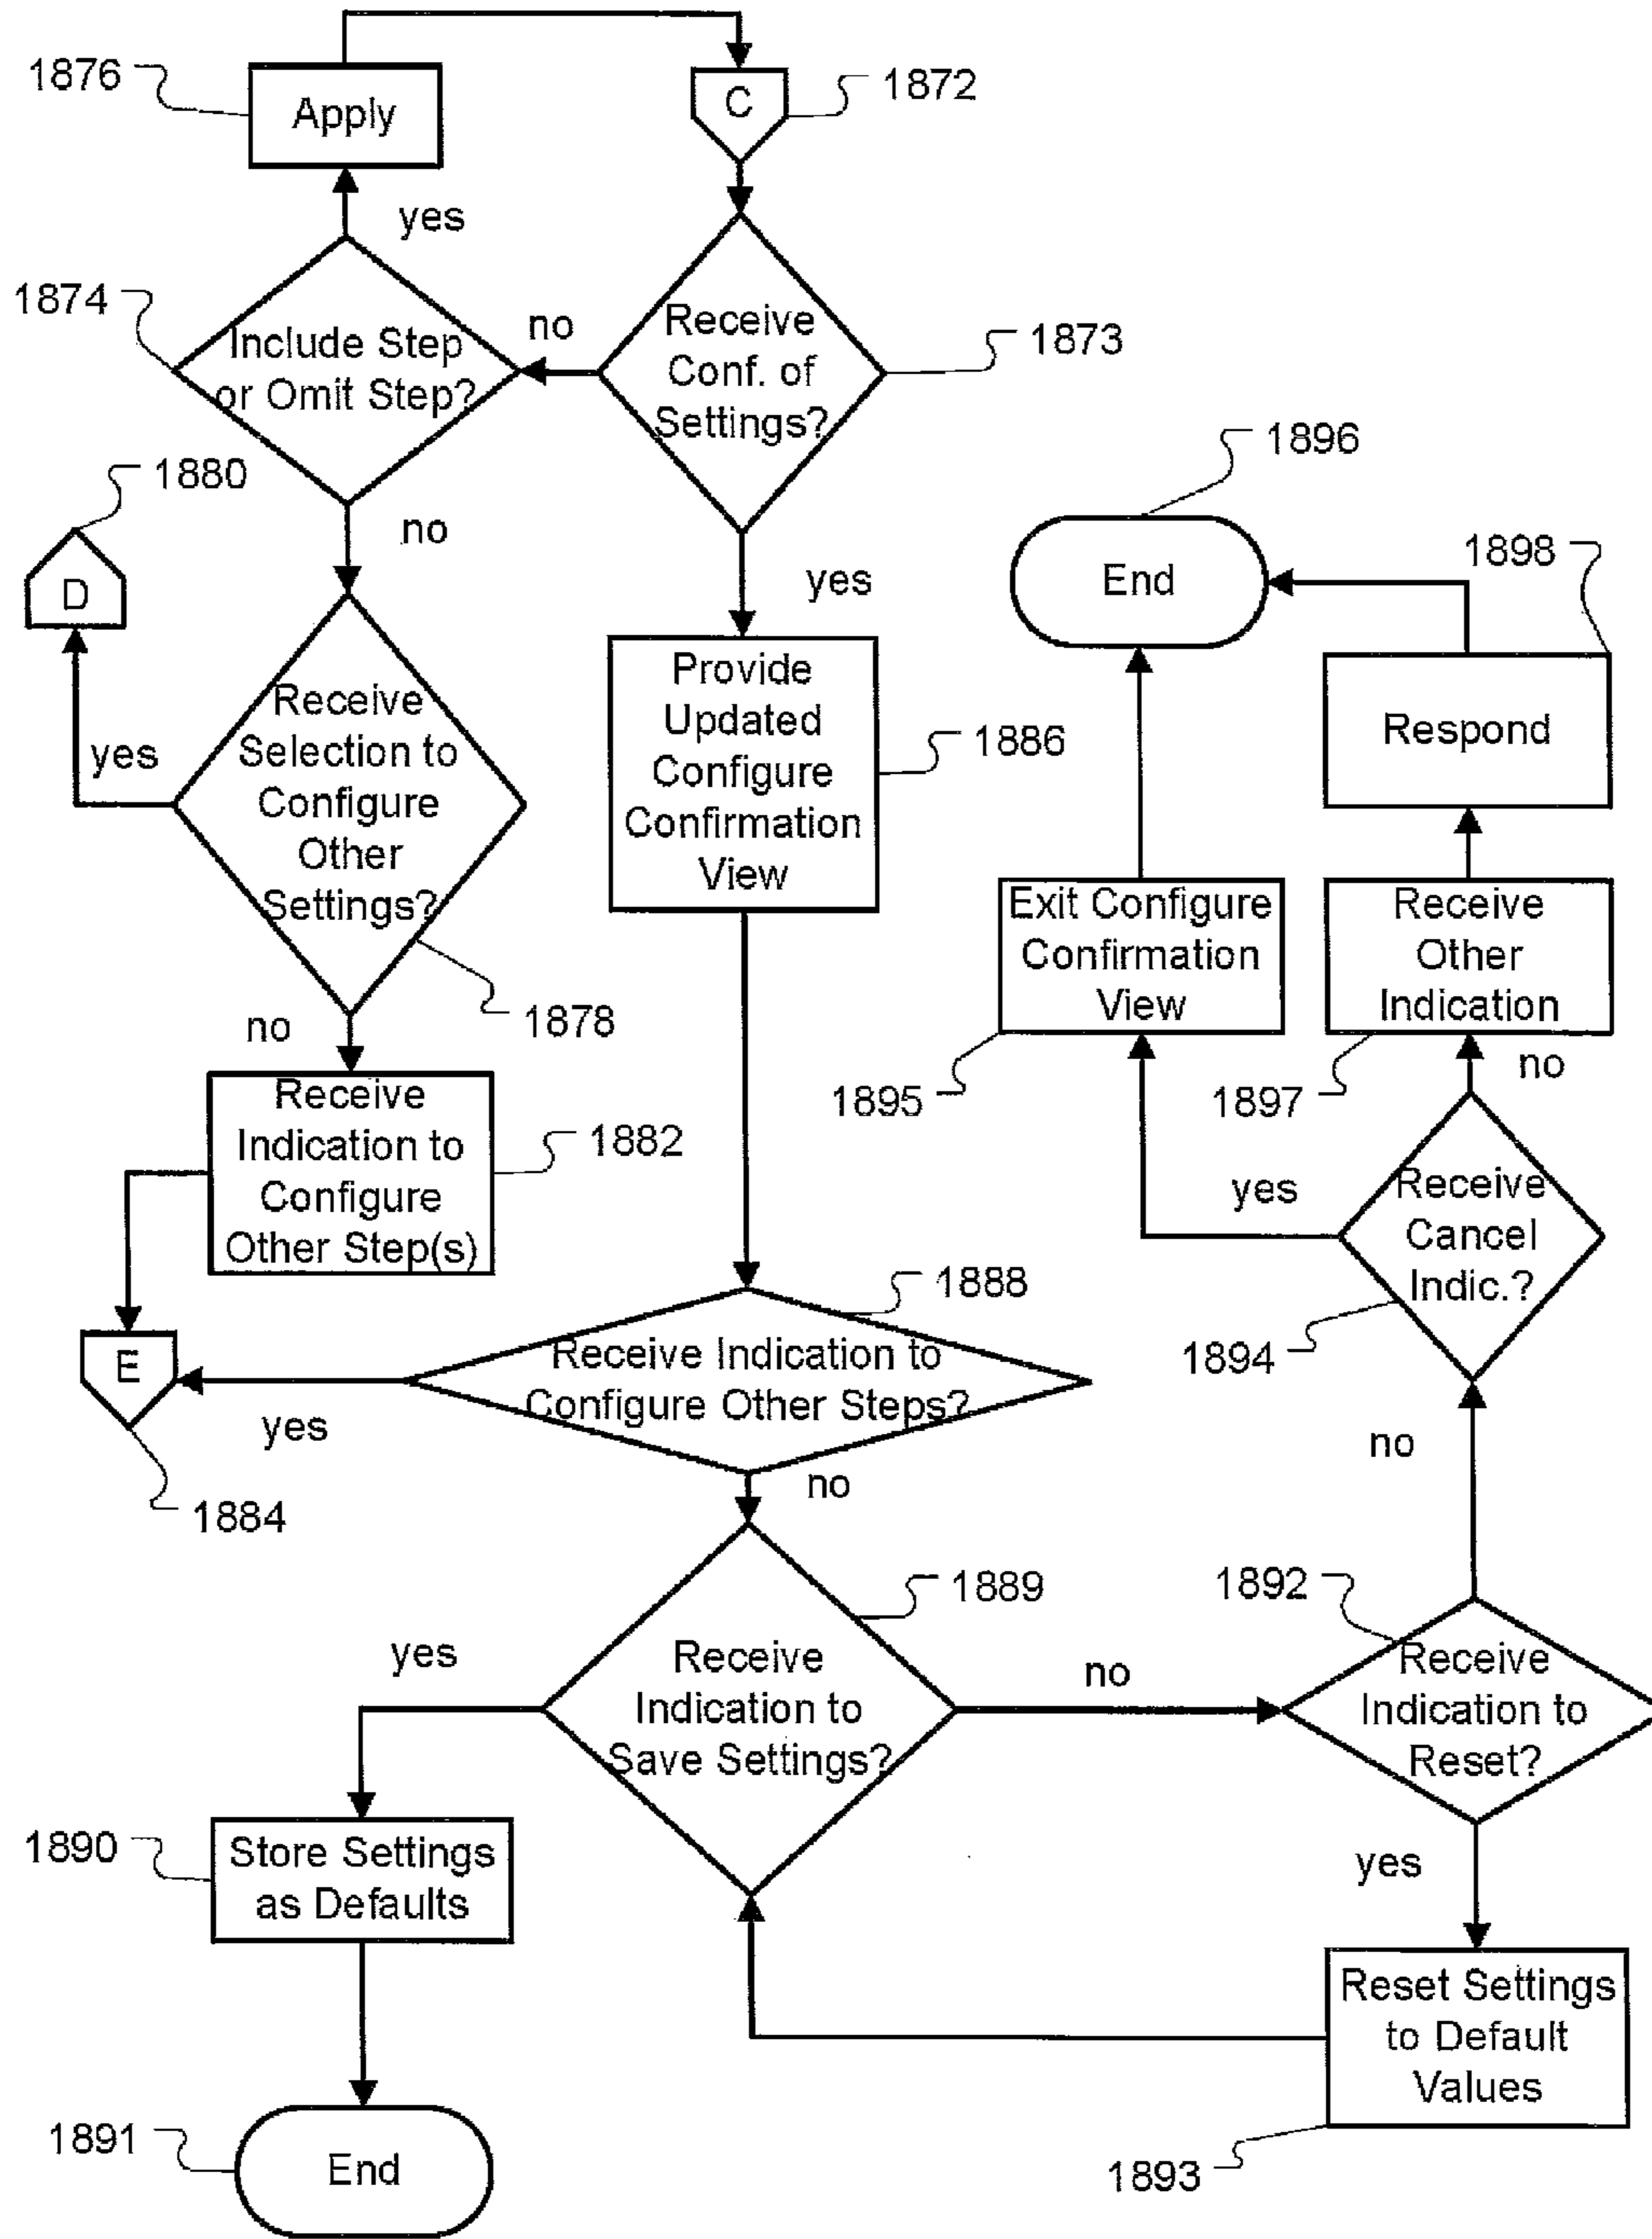 1876
Apply
C
1872
yes
1874
Include Step
or Omit Step?
no
Receive
Conf. of
Settings?
1873
1880
D
no
yes
1896
End
1898
Respond
yes
Receive
Selection to
Configure
Other
Settings?
1878
Provide
Updated
Configure
Confirmation
View
1886
Exit Configure
Confirmation
View
1895
Receive
Other
Indication
1897
no
no
Receive
Indication to
Configure
Other Step(s)
1882
yes
Receive
Cancel
Indic.?
1894
E
1884
yes
1888
Receive Indication to
Configure Other Steps?
no
no
1889
Receive
Indication to
Save Settings?
yes
no
1892
Receive
Indication to
Reset?
yes
1890
Store Settings
as Defaults
Reset Settings
to Default
Values
1893
1891
End